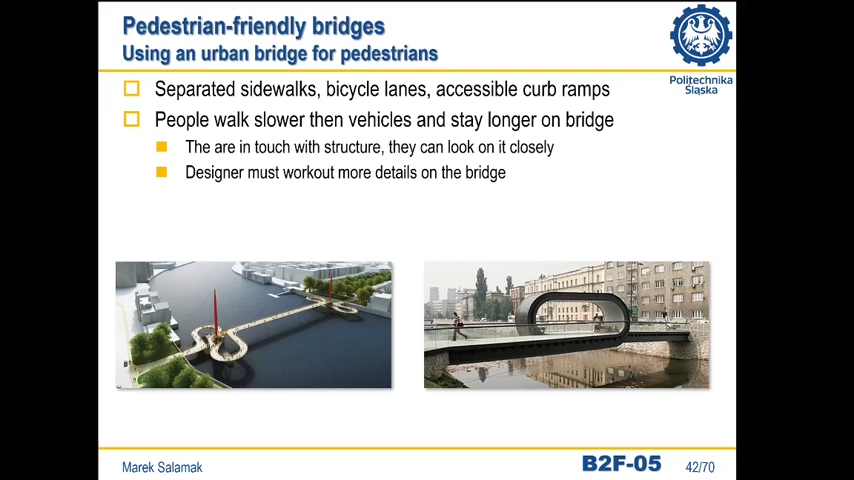 Pedestrian-friendly bridges
Using an urban bridge for pedestrians
Politechnika
Śląska
Separated sidewalks, bicycle lanes, accessible curb ramps
People walk slower then vehicles and stay longer on bridge
The are in touch with structure, they can look on it closely
Designer must workout more details on the bridge
Marek Salamak
B2F-05
42/70